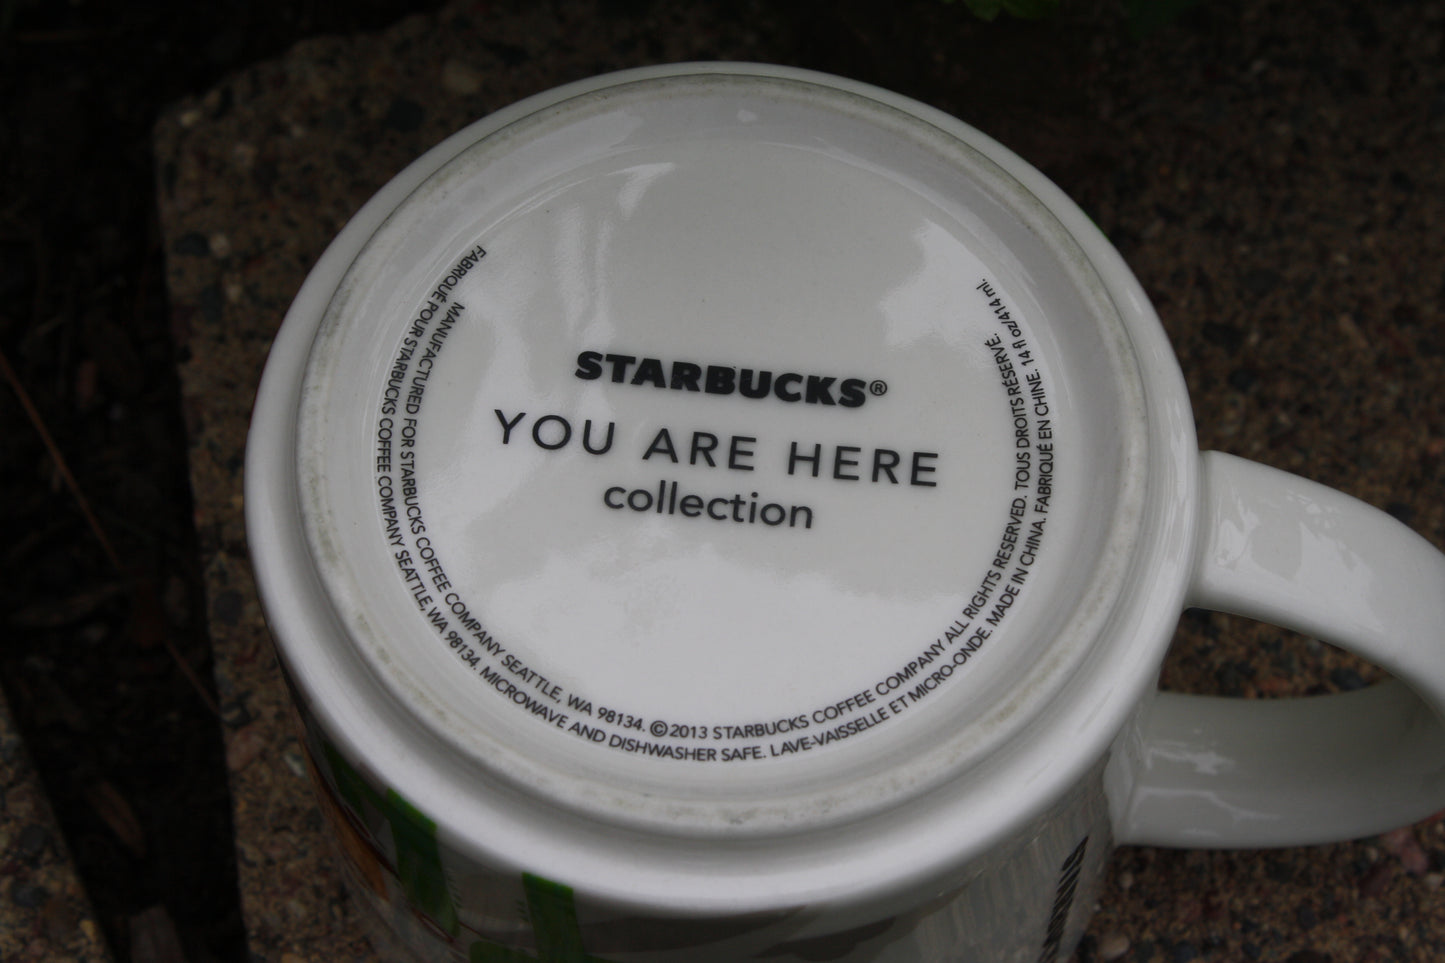 STARBUCKS®
YOU ARE HERE
collection
MANUFACTURED FOR STARBUCKS COFFEE COMPANY SEATTLE, WA 98134. ©2013 STARBUCKS COFFEE COMPANY ALL RIGHTS RESERVED. TOUS DROITS RÉSERVÉ.
FABRIQUÉ POUR STARBUCKS COFFEE COMPANY SEATTLE, WA 98134. MICROWAVE AND DISHWASHER SAFE. LAVE-VAISSELLE ET MICRO-ONDE. MADE IN CHINA. FABRIQUÉ EN CHINE. 14 fl oz/414 ml.